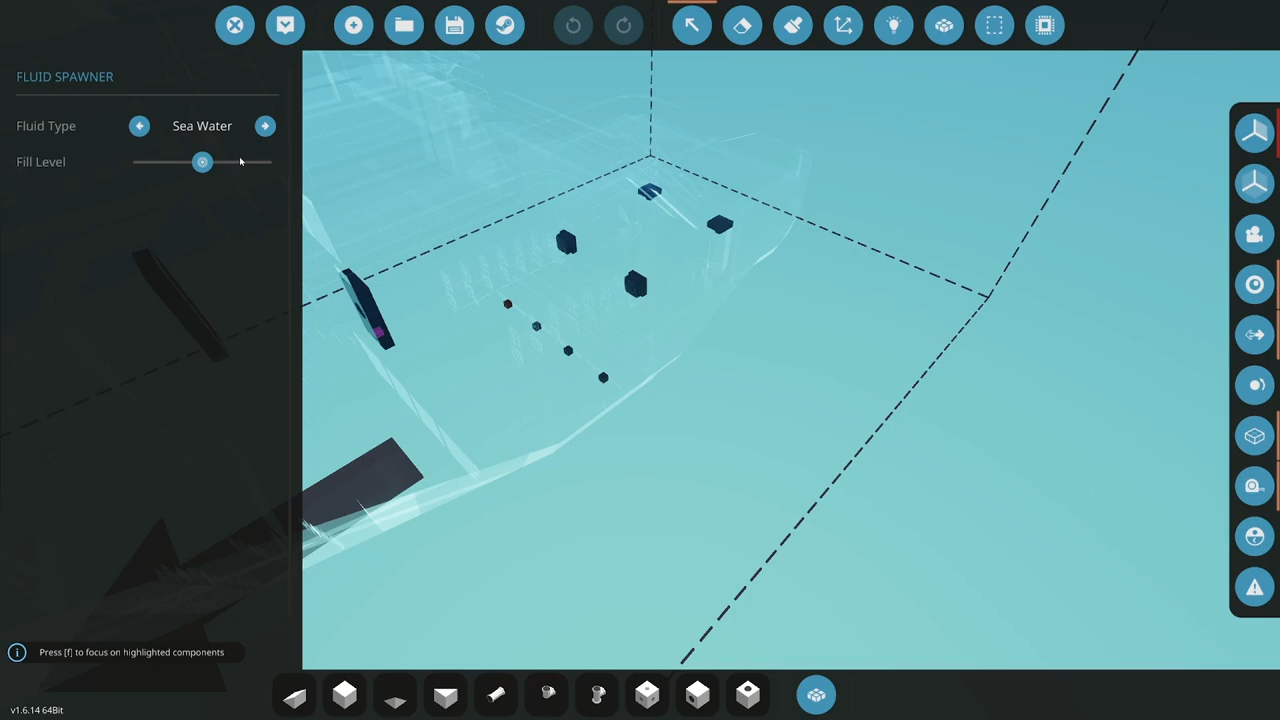 FLUID SPAWNER
Fluid Type
Sea Water
Fill Level
Press [f] to focus on highlighted components
v1.6.14 64Bit